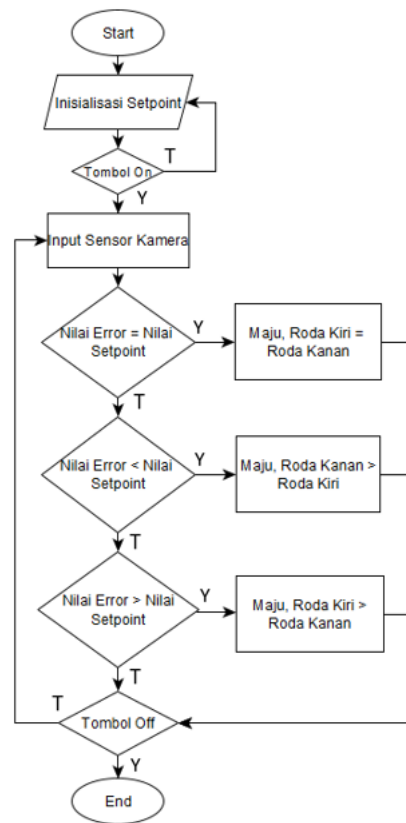 Start
Inisialisasi Setpoint
Tombol On
T
Y
Input Sensor Kamera
Nilai Error = Nilai
Setpoint
Y
Maju, Roda Kiri =
Roda Kanan
T
Nilai Error < Nilai
Setpoint
Y
Maju, Roda Kanan >
Roda Kiri
T
Nilai Error > Nilai
Setpoint
Y
Maju, Roda Kiri >
Roda Kanan
T
T
Tombol Off
Y
End